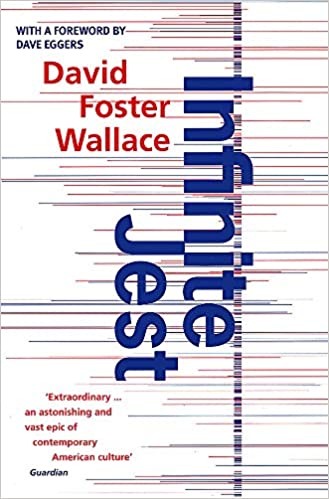 WITH A FOREWORD BY
DAVE EGGERS
David
Foster
Wallace
Infinite
Jest
'Extraordinary ...
an astonishing and
vast epic of
contemporary
American culture'
Guardian